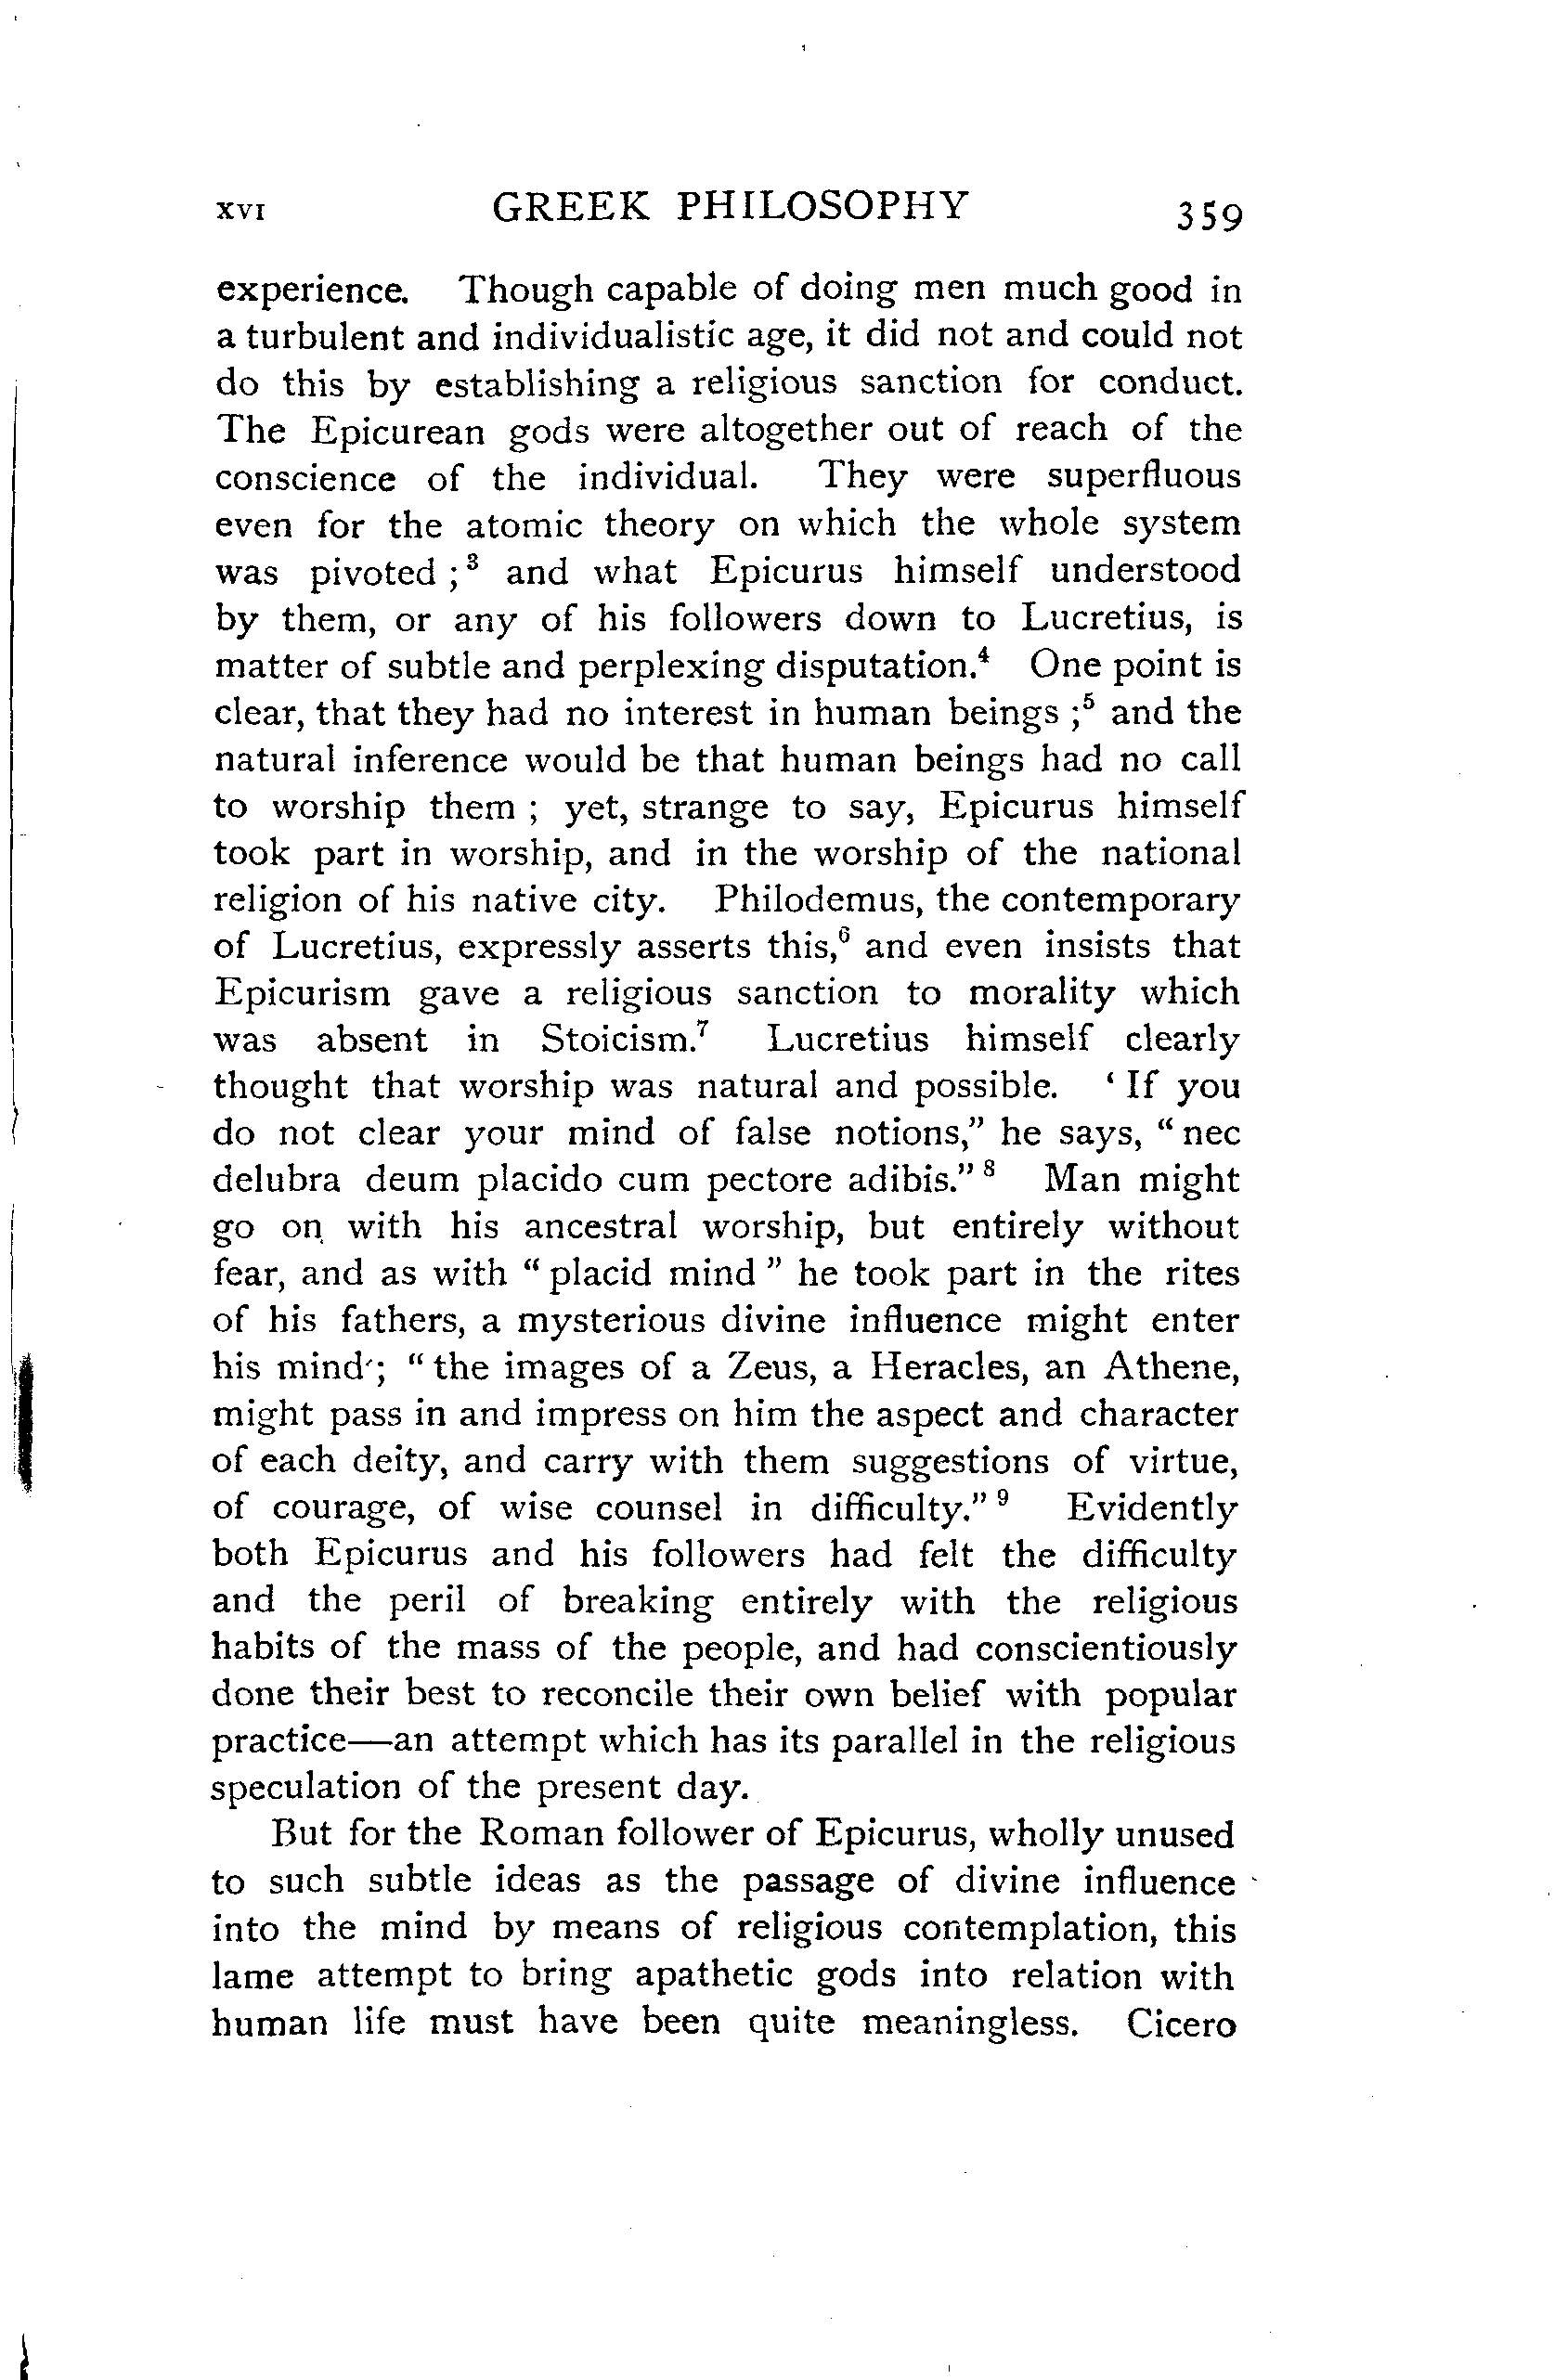 XVI GREEK PHILOSOPHY 359
experience. Though capable of doing men much good in
a turbulent and individualistic age, it did not and could not
do this by establishing a religious sanction for conduct.
The Epicurean gods were altogether out of reach of the
conscience of the individual. They were superfluous
even for the atomic theory on which the whole system
was pivoted ;³ and what Epicurus himself understood
by them, or any of his followers down to Lucretius, is
matter of subtle and perplexing disputation.⁴ One point is
clear, that they had no interest in human beings ;⁵ and the
natural inference would be that human beings had no call
to worship them ; yet, strange to say, Epicurus himself
took part in worship, and in the worship of the national
religion of his native city. Philodemus, the contemporary
of Lucretius, expressly asserts this,⁶ and even insists that
Epicurism gave a religious sanction to morality which
was absent in Stoicism.⁷ Lucretius himself clearly
thought that worship was natural and possible. ‘ If you
do not clear your mind of false notions,” he says, “ nec
delubra deum placido cum pectore adibis.” ⁸ Man might
go on with his ancestral worship, but entirely without
fear, and as with “ placid mind ” he took part in the rites
of his fathers, a mysterious divine influence might enter
his mind ; “ the images of a Zeus, a Heracles, an Athene,
might pass in and impress on him the aspect and character
of each deity, and carry with them suggestions of virtue,
of courage, of wise counsel in difficulty.” ⁹ Evidently
both Epicurus and his followers had felt the difficulty
and the peril of breaking entirely with the religious
habits of the mass of the people, and had conscientiously
done their best to reconcile their own belief with popular
practice—an attempt which has its parallel in the religious
speculation of the present day.
But for the Roman follower of Epicurus, wholly unused
to such subtle ideas as the passage of divine influence
into the mind by means of religious contemplation, this
lame attempt to bring apathetic gods into relation with
human life must have been quite meaningless. Cicero